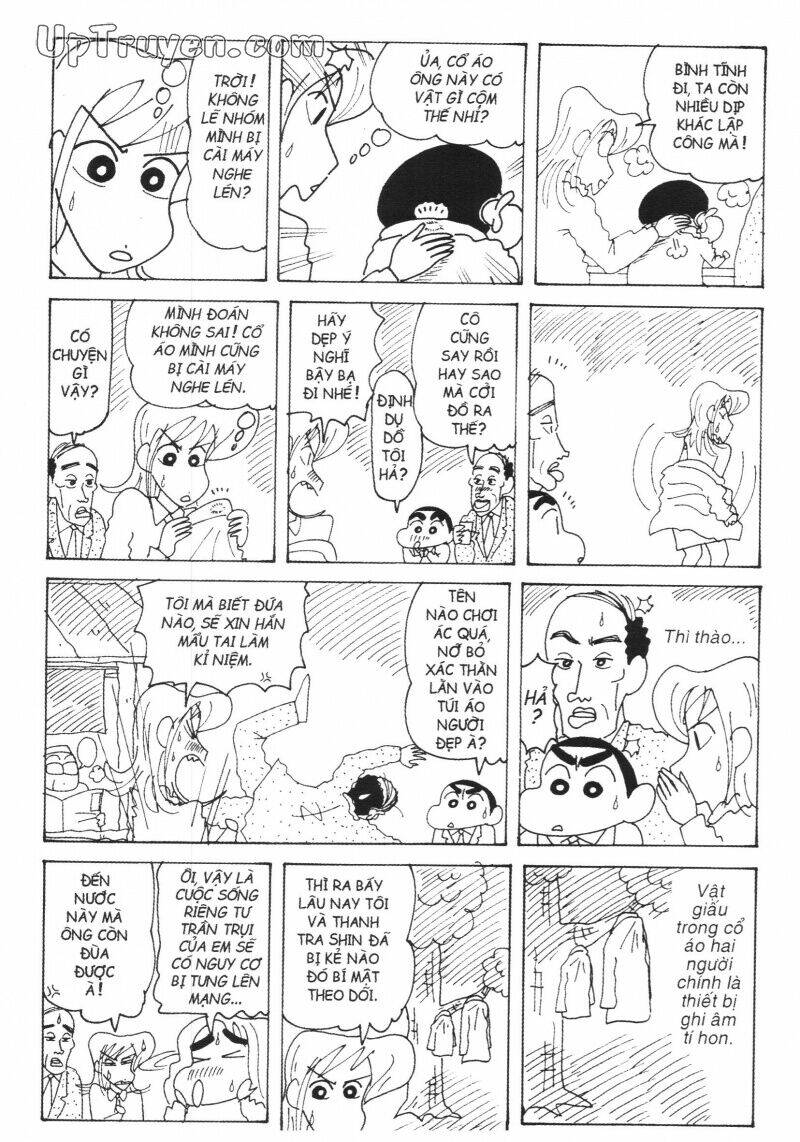 UpTruyen.com
TRỜI!
KHÔNG
LẼ NHÓM
MÌNH BỊ
CÀI MÁY
NGHE
LÉN?
ỦA, CỔ ÁO
ÔNG NÀY CÓ
VẬT GÌ CỘM
THẾ NHỈ?
BÌNH TĨNH
ĐI, TA CÒN
NHIỀU DỊP
KHÁC LẬP
CÔNG MÀ!
CÓ
CHUYỆN
GÌ
VẬY?
MÌNH ĐOÁN
KHÔNG SAI! CỔ
ÁO MÌNH CŨNG
BỊ CÀI MÁY
NGHE LÉN.
HÃY
DẸP Ý
NGHĨ
BẬY BẠ
ĐI NHÉ!
ĐỊNH
DỤ
DỖ
TÔI
HẢ?
CÔ
CŨNG
SAY RỒI
HAY SAO
MÀ CỞI
ĐỒ RA
THẾ?
TÔI MÀ BIẾT ĐỨA
NÀO, SẼ XIN HẮN
MẨU TAI LÀM
KỈ NIỆM.
TÊN
NÀO CHƠI
ÁC QUÁ,
NỠ BỎ
XÁC THẰN
LẰN VÀO
TÚI ÁO
NGƯỜI
ĐẸP À?
Thì thào...
HẢ
?
ĐẾN
NƯỚC
NÀY MÀ
ÔNG CÒN
ĐÙA
ĐƯỢC
À!
ÔI, VẬY LÀ
CUỘC SỐNG
RIÊNG TƯ
TRẦN TRỤI
CỦA EM SẼ
CÓ NGUY CƠ
BỊ TUNG LÊN
MẠNG...
THÌ RA BẤY
LÂU NAY TÔI
VÀ THANH
TRA SHIN ĐÃ
BỊ KẺ NÀO
ĐÓ BÍ MẬT
THEO DÕI.
Vật
giấu
trong cổ
áo hai
người
chính là
thiết bị
ghi âm
tí hon.